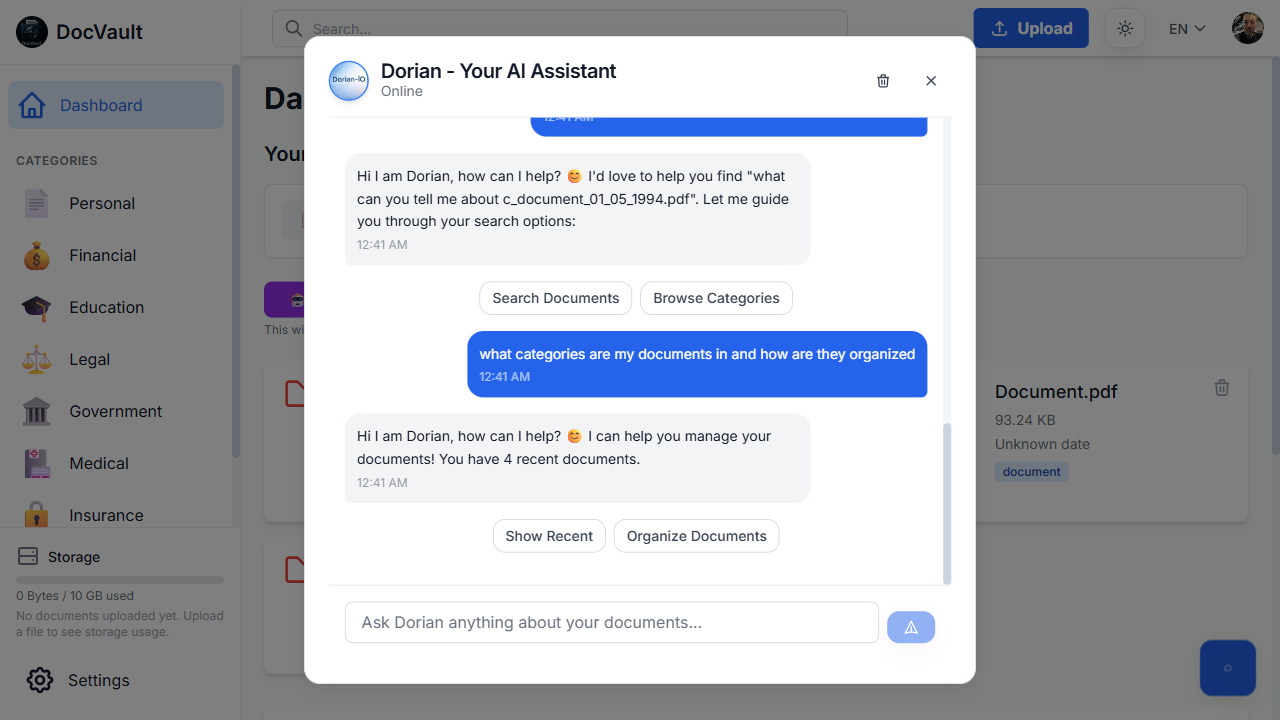 DocVault
Search...
Upload
EN
Dashboard
CATEGORIES
Personal
Financial
Education
Legal
Government
Medical
Insurance
Storage
0 Bytes / 10 GB used
No documents uploaded yet. Upload
a file to see storage usage.
Settings
Da
Your
This wi
Dorian-IO
Dorian - Your AI Assistant
Online
12:41 AM
Hi I am Dorian, how can I help? 😊 I'd love to help you find "what
can you tell me about c_document_01_05_1994.pdf". Let me guide
you through your search options:
12:41 AM
Search Documents
Browse Categories
what categories are my documents in and how are they organized
12:41 AM
Hi I am Dorian, how can I help? 😊 I can help you manage your
documents! You have 4 recent documents.
12:41 AM
Show Recent
Organize Documents
Ask Dorian anything about your documents...
Document.pdf
93.24 KB
Unknown date
document